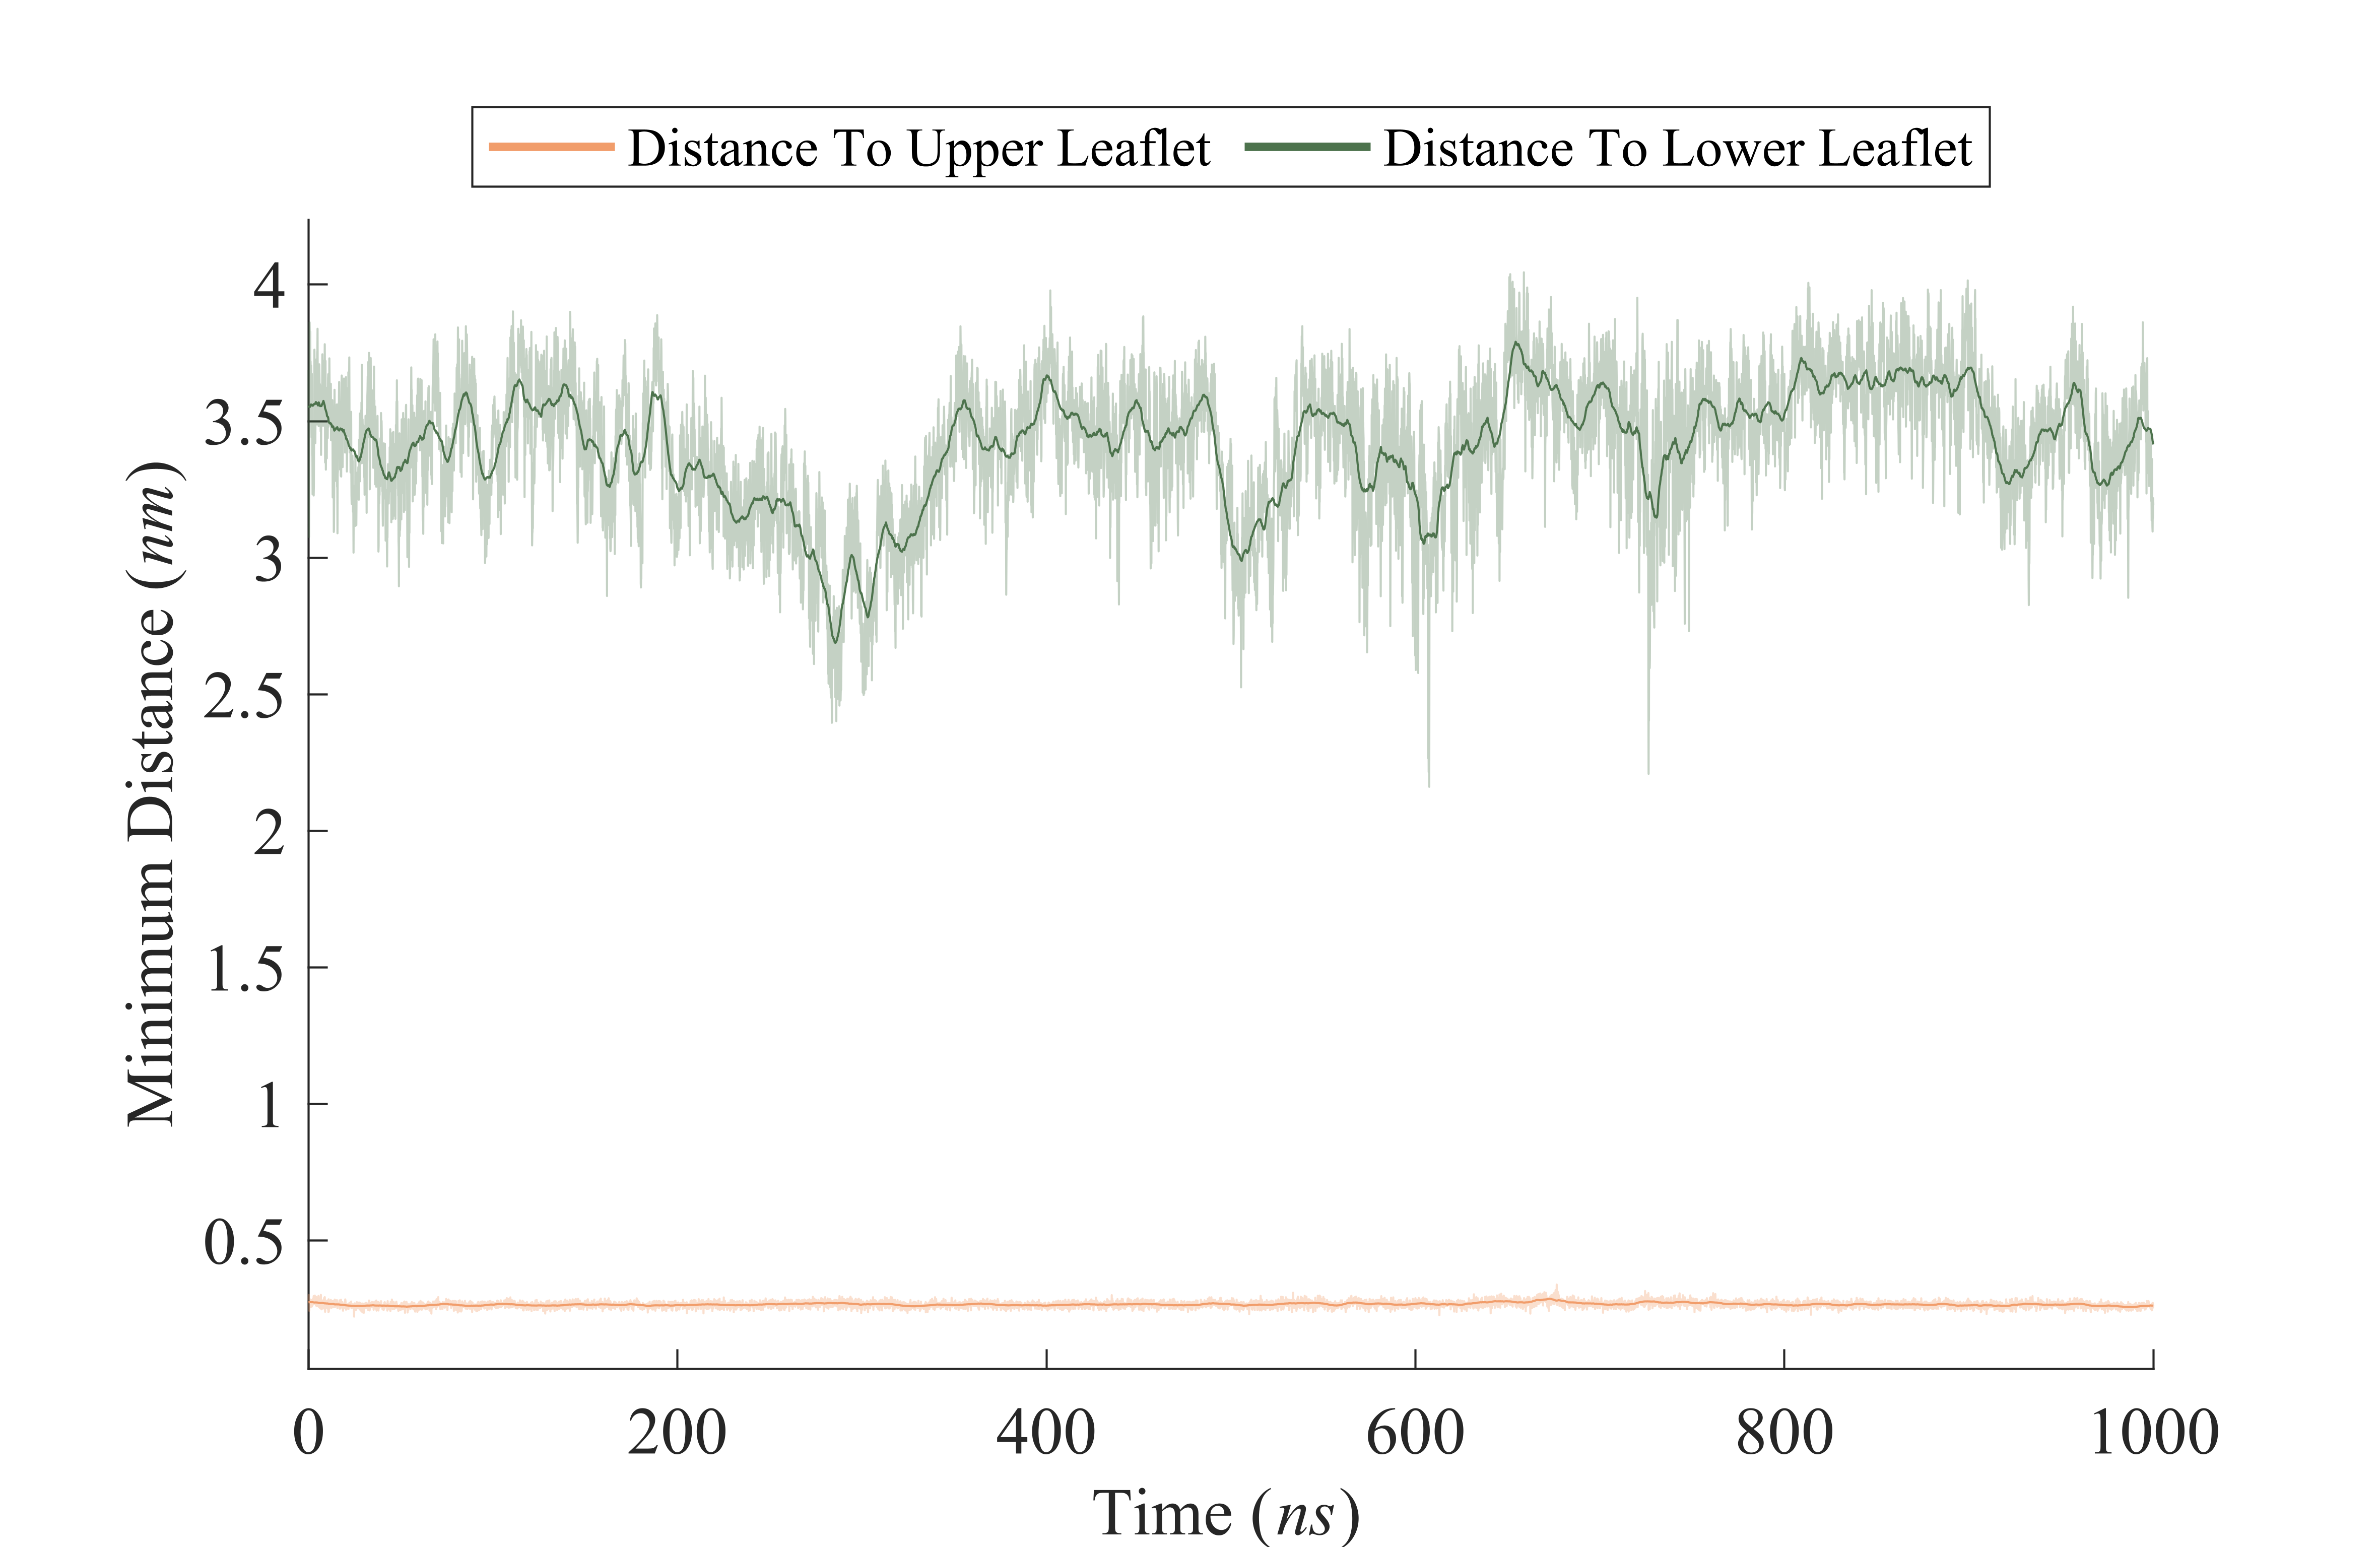 Distance To Upper Leaflet Distance To Lower Leaflet
4
3.5
3
2.5
2
1.5
1
0.5
Minimum Distance (nm)
0 200 400 600 800 1000
Time (ns)